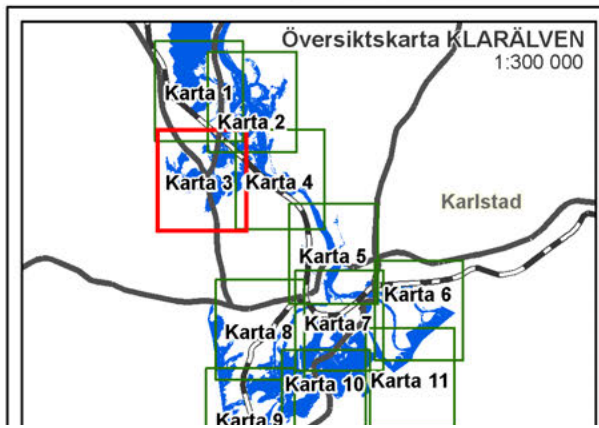 Översiktskarta KLARÄLVEN
1:300 000
Karta 1
Karta 2
Karta 3
Karta 4
Karlstad
Karta 5
Karta 6
Karta 7
Karta 8
Karta 10
Karta 11
Karta 9